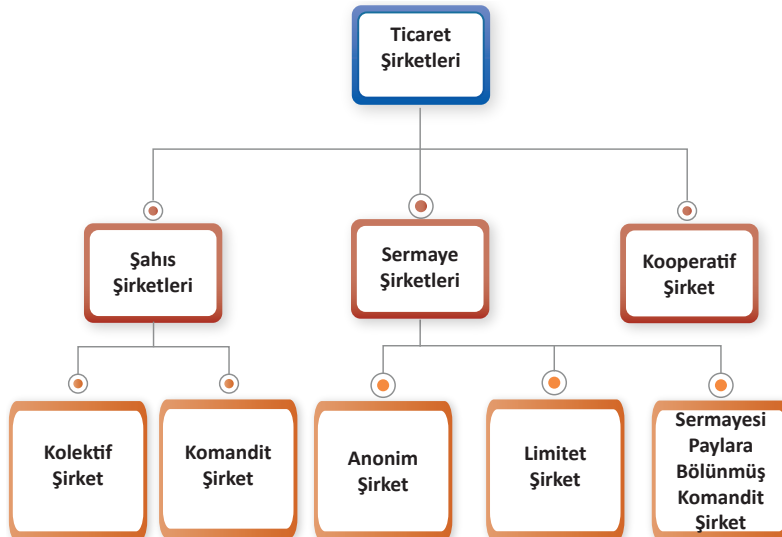 Ticaret
Şirketleri
Şahıs
Şirketleri
Sermaye
Şirketleri
Kooperatif
Şirket
Kolektif
Şirket
Komandit
Şirket
Anonim
Şirket
Limitet
Şirket
Sermayesi
Paylara
Bölünmüş
Komandit
Şirket